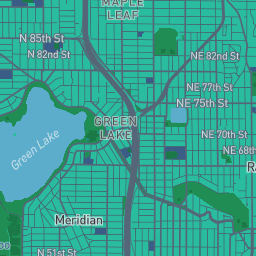 MAPLE
LEAF
N 85th St
N 82nd St
NE 82nd St
NE 77th St
NE 75th St
GREEN
LAKE
NE 70th St
NE 68th
Green Lake
Meridian
N 51st St